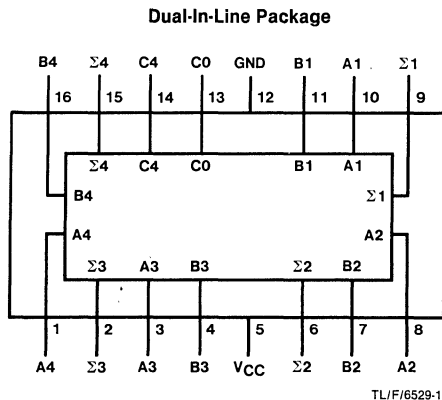 Dual-In-Line Package
B4 Σ4 C4 C0 GND B1 A1 Σ1
16 15 14 13 12 11 10 9
Σ4 C4 C0 B1 A1
B4 Σ1
A4 A2
Σ3 A3 B3 Σ2 B2
1 2 3 4 5 6 7 8
A4 Σ3 A3 B3 VCC Σ2 B2 A2
TL/F/6529-1